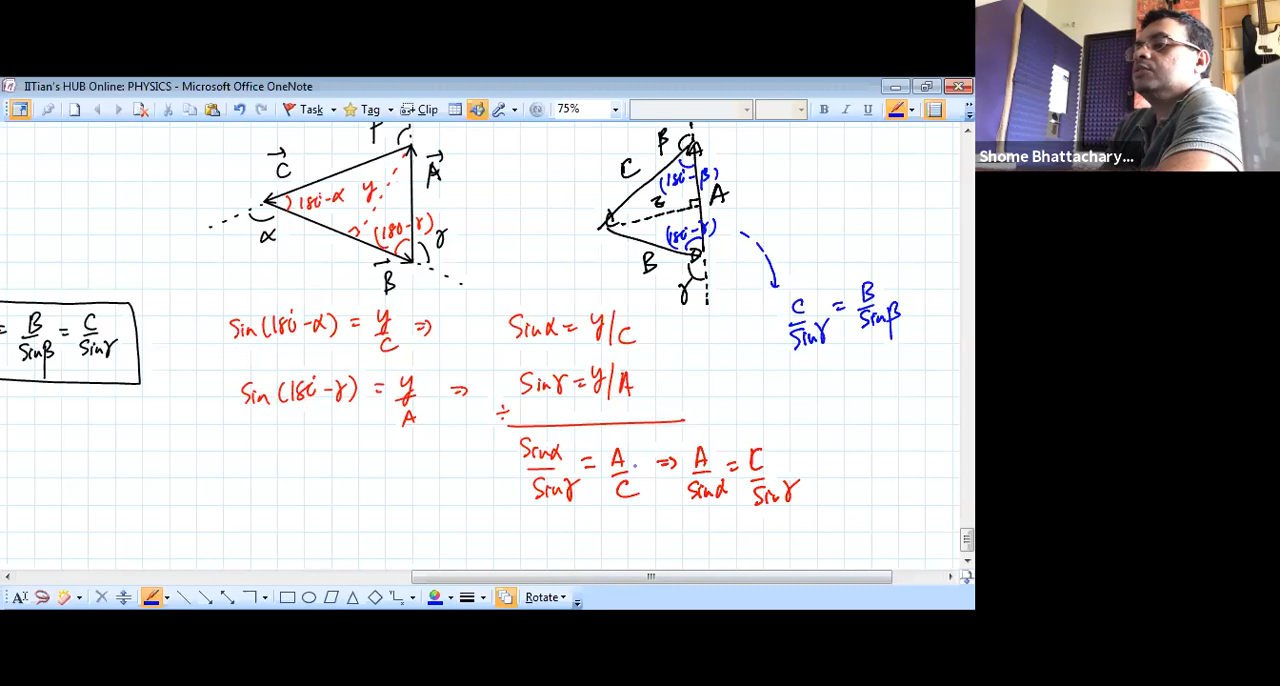 IITian's HUB Online: PHYSICS - Microsoft Office OneNote
Task Tag Clip 75% B I U
C A B
180-α y
(180-γ)
α γ
β C (180-β)
z A
(180-γ)
B γ
= B/Sinβ = C/Sinγ
Sin(180-α) = y/C ⇒ Sinα = y/C
Sin(180-γ) = y/A ⇒ Sinγ = y/A
÷
Sinα/Sinγ = A/C ⇒ A/Sinα = C/Sinγ
C/Sinγ = B/Sinβ
Shome Bhattachary...
Rotate